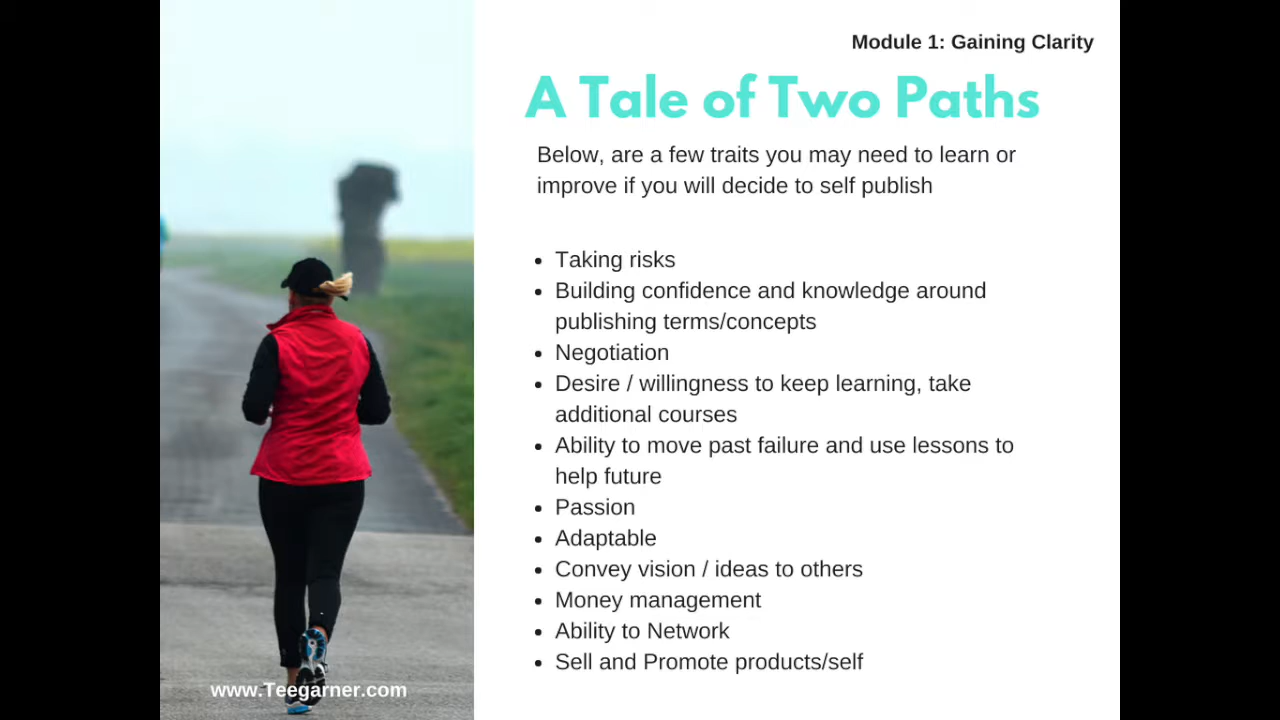 Module 1: Gaining Clarity
A Tale of Two Paths
Below, are a few traits you may need to learn or
improve if you will decide to self publish
• Taking risks
• Building confidence and knowledge around
publishing terms/concepts
• Negotiation
• Desire / willingness to keep learning, take
additional courses
• Ability to move past failure and use lessons to
help future
• Passion
• Adaptable
• Convey vision / ideas to others
• Money management
• Ability to Network
• Sell and Promote products/self
www.Teegarner.com